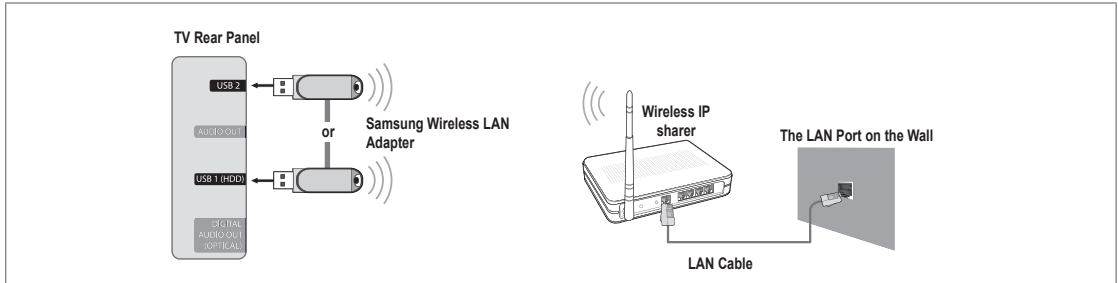 TV Rear Panel
USB 2
AUDIO OUT
or
Samsung Wireless LAN
Adapter
USB 1 (HDD)
DIGITAL
AUDIO OUT
(OPTICAL)
Wireless IP
sharer
The LAN Port on the Wall
LAN Cable